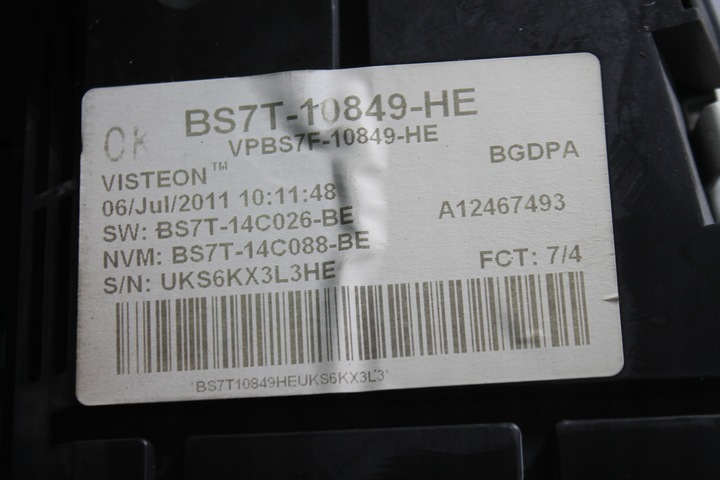 BS7T-10849-HE
OK
VPBS7F-10849-HE
BGDPA
VISTEON™
06/Jul/2011 10:11:48
SW: BS7T-14C026-BE
A12467493
NVM: BS7T-14C088-BE
S/N: UKS6KX3L3HE
FCT: 7/4
*BS7T10849HEUKS6KX3L3*